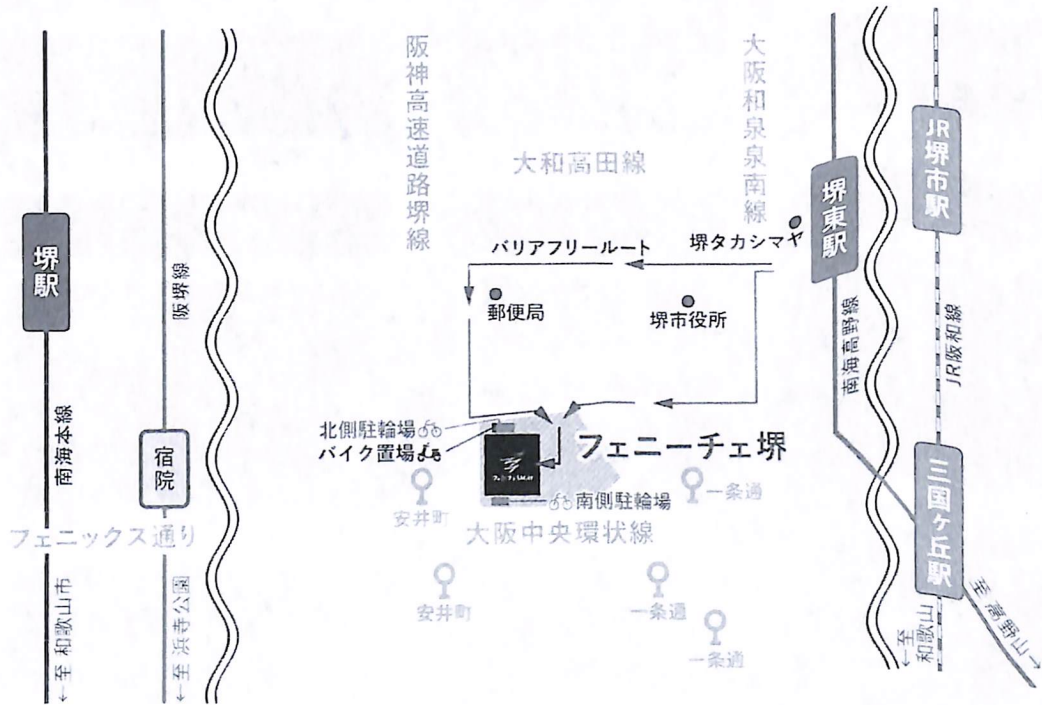 堺駅
南海本線
←至 和歌山市
阪堺線
宿院
フェニックス通り
←至 浜寺公園
阪神高速道路堺線
大和高田線
大阪和泉泉南線
バリアフリールート
堺タカシマヤ
郵便局
堺市役所
北側駐輪場
バイク置場
フェニーチェ堺
南側駐輪場
安井町
一条通
大阪中央環状線
安井町
一条通
一条通
堺東駅
南海高野線
JR堺市駅
JR阪和線
三国ヶ丘駅
←至 和歌山
至 高野山→